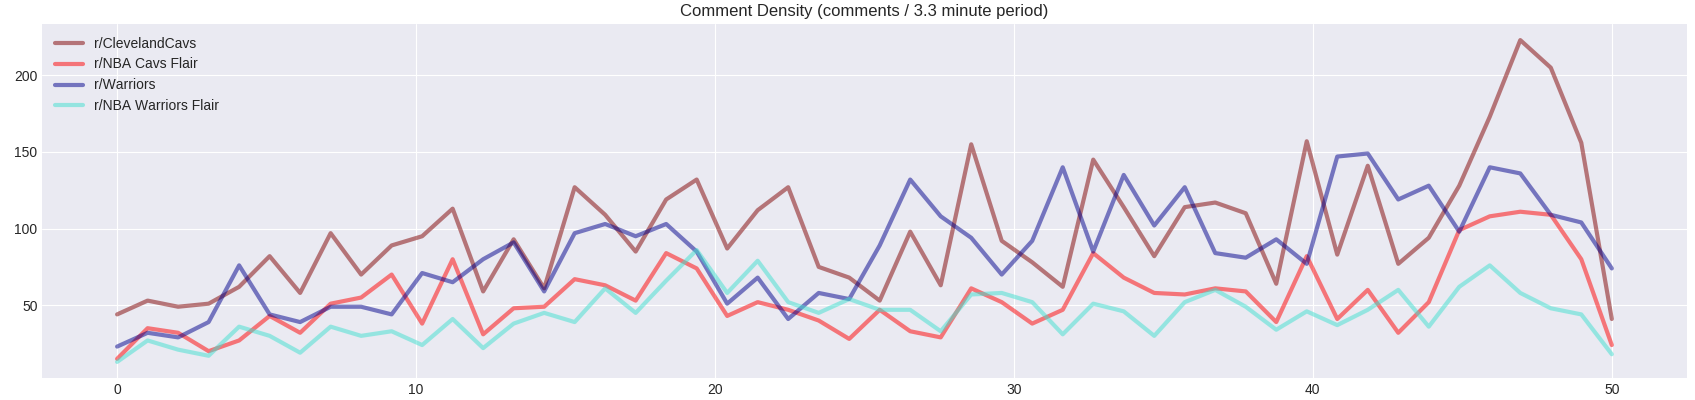 Comment Density (comments / 3.3 minute period)
r/ClevelandCavs
r/NBA Cavs Flair
r/Warriors
r/NBA Warriors Flair
200
150
100
50
0 10 20 30 40 50